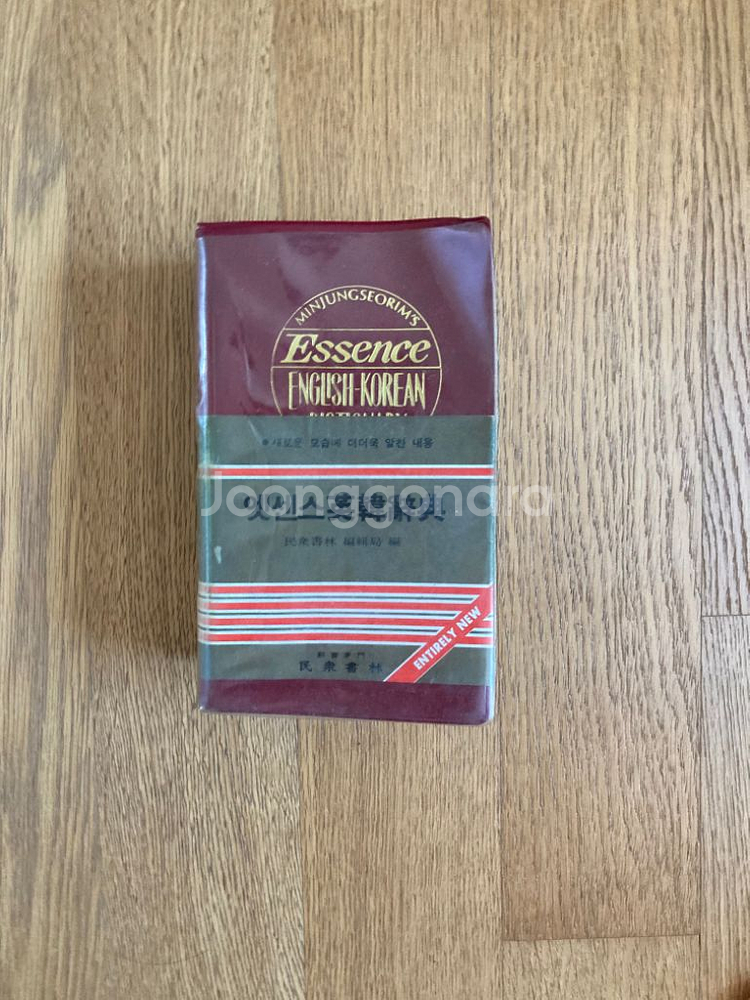 MINJUNGSEORIM'S
Essence
ENGLISH-KOREAN
DICTIONARY
●새로운 모습에 더더욱 알찬 내용
엣센스英韓辭典
Joonggonara
民衆書林 編輯局 編
ENTIRELY NEW
民衆書林